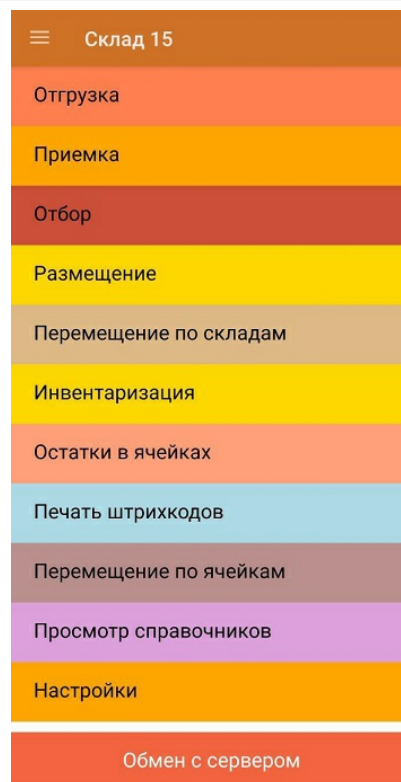 Склад 15
Отгрузка
Приемка
Отбор
Размещение
Перемещение по складам
Инвентаризация
Остатки в ячейках
Печать штрихкодов
Перемещение по ячейкам
Просмотр справочников
Настройки
Обмен с сервером